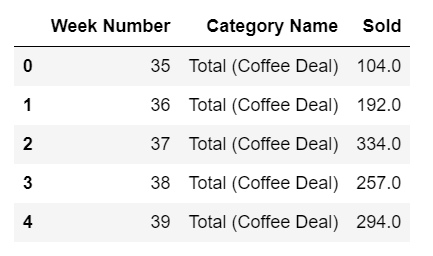 Week Number Category Name Sold
0 35 Total (Coffee Deal) 104.0
1 36 Total (Coffee Deal) 192.0
2 37 Total (Coffee Deal) 334.0
3 38 Total (Coffee Deal) 257.0
4 39 Total (Coffee Deal) 294.0